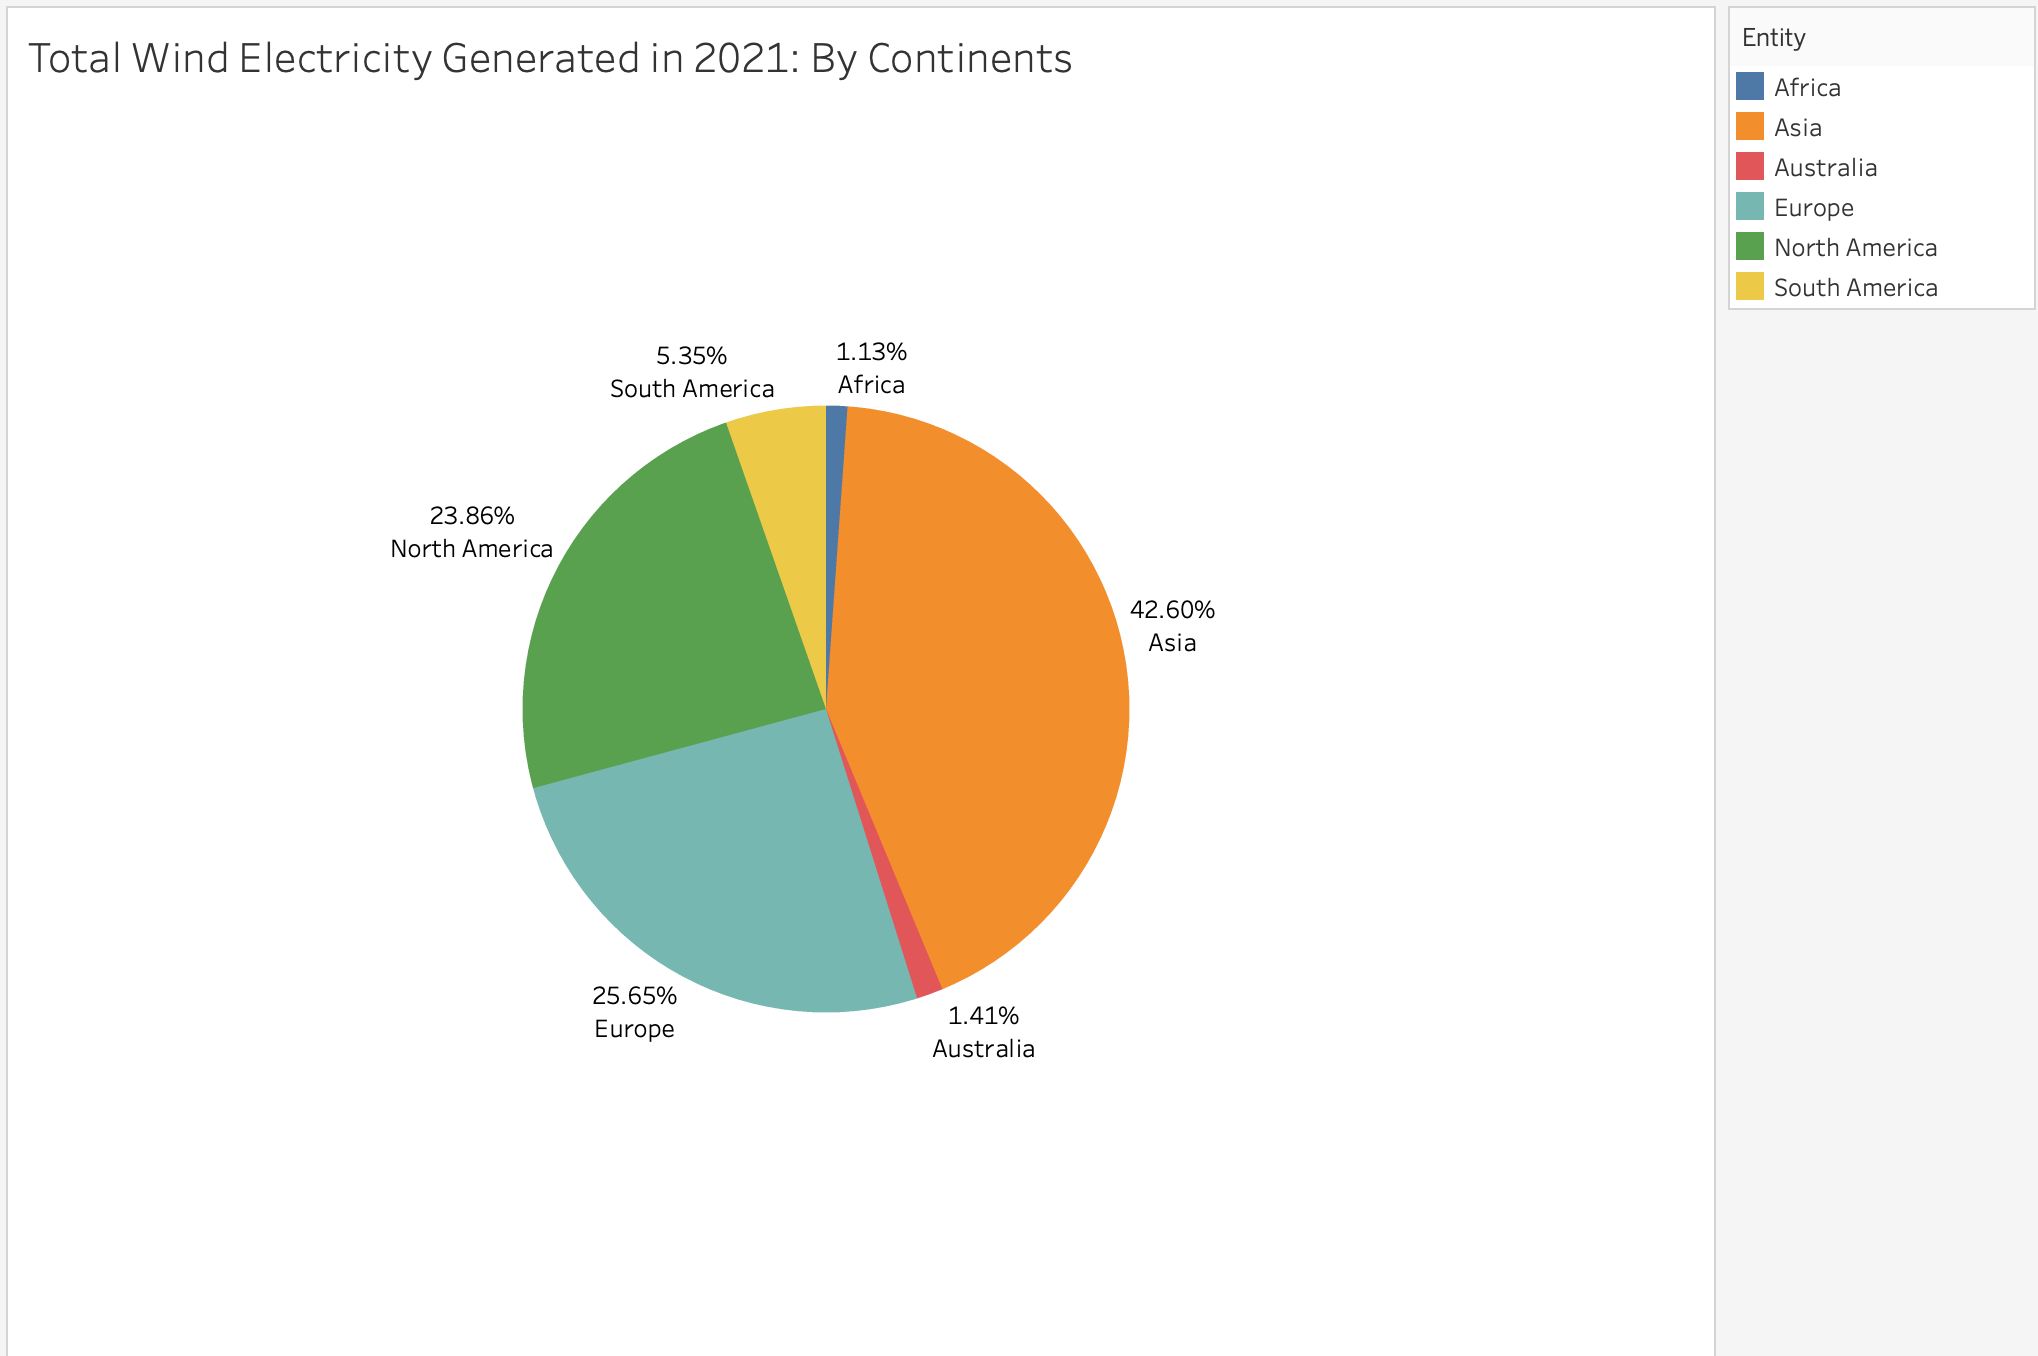 Total Wind Electricity Generated in 2021: By Continents
Entity
Africa
Asia
Australia
Europe
North America
South America
5.35%
South America
1.13%
Africa
23.86%
North America
42.60%
Asia
25.65%
Europe
1.41%
Australia